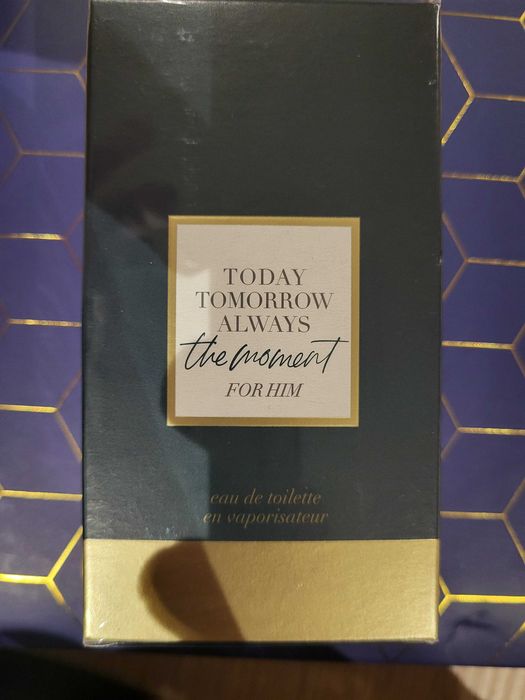 TODAY
TOMORROW
ALWAYS
the moment
FOR HIM
eau de toilette
en vaporisateur